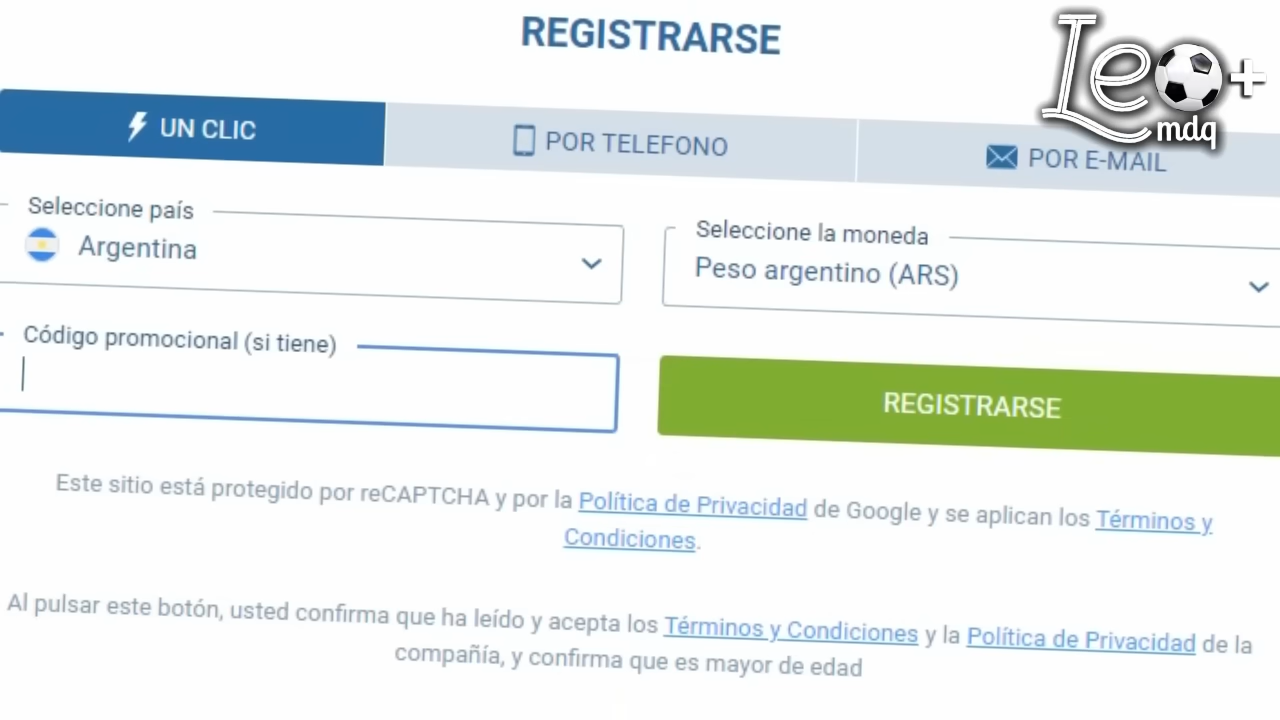 REGISTRARSE
Leo+
mdq
UN CLIC
POR TELEFONO
POR E-MAIL
Seleccione país
Argentina
Seleccione la moneda
Peso argentino (ARS)
Código promocional (si tiene)
REGISTRARSE
Este sitio está protegido por reCAPTCHA y por la Política de Privacidad de Google y se aplican los Términos y
Condiciones.
Al pulsar este botón, usted confirma que ha leído y acepta los Términos y Condiciones y la Política de Privacidad de la
compañía, y confirma que es mayor de edad